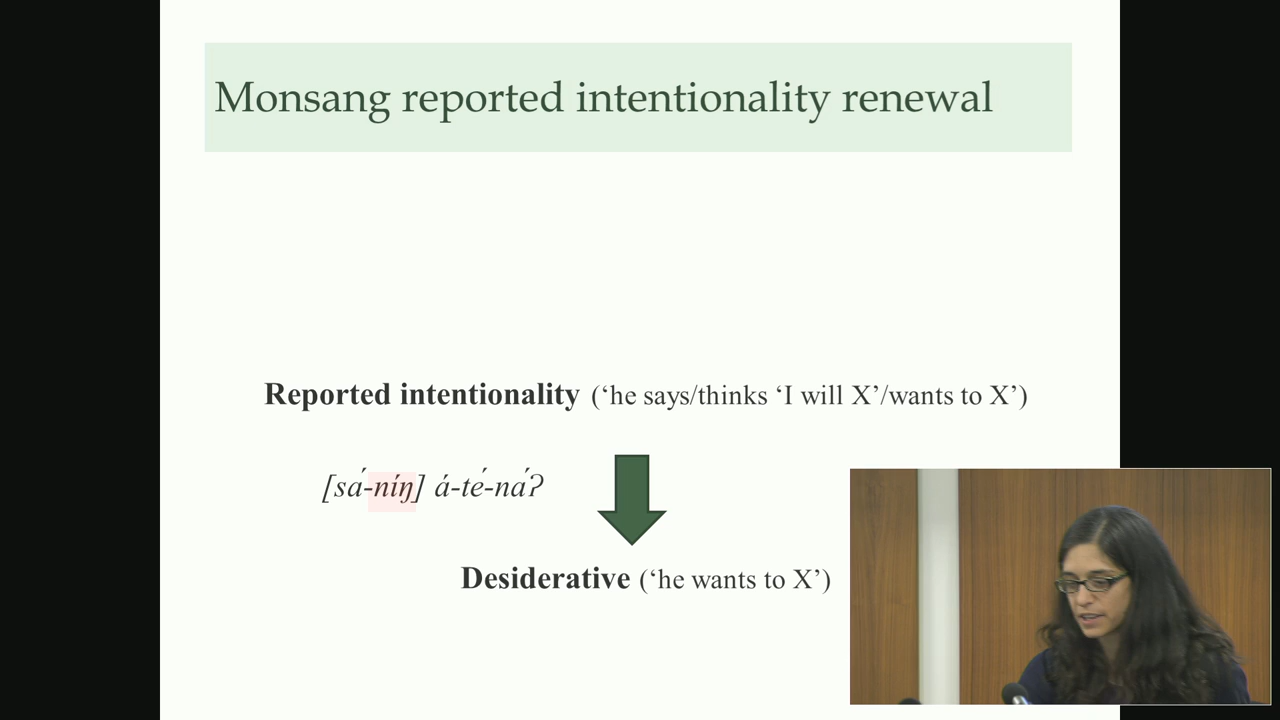 Monsang reported intentionality renewal
Reported intentionality (‘he says/thinks ‘I will X’/wants to X’)
[sá-níŋ] á-té-náʔ
Desiderative (‘he wants to X’)